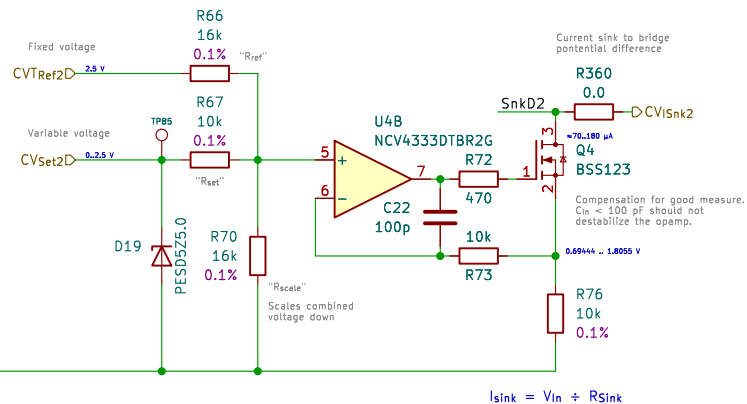 R66
16k
0.1%
Fixed voltage
"Rref"
CVTRef2
2.5 V
Current sink to bridge
pontential difference
R360
0.0
SnkD2
CVISnk2
R67
10k
0.1%
TP85
Variable voltage
CVSet2
0..2.5 V
"Rset"
U4B
NCV4333DTBR2G
5
+
6
−
7
R72
470
≈70..180 µA
3
Q4
BSS123
1
2
C22
100p
Compensation for good measure.
CIn < 100 pF should not
destabilize the opamp.
D19
PESD5Z5.0
R70
16k
0.1%
10k
R73
0.69444 .. 1.8055 V
"Rscale"
Scales combined
voltage down
R76
10k
0.1%
Isink = VIn ÷ RSink